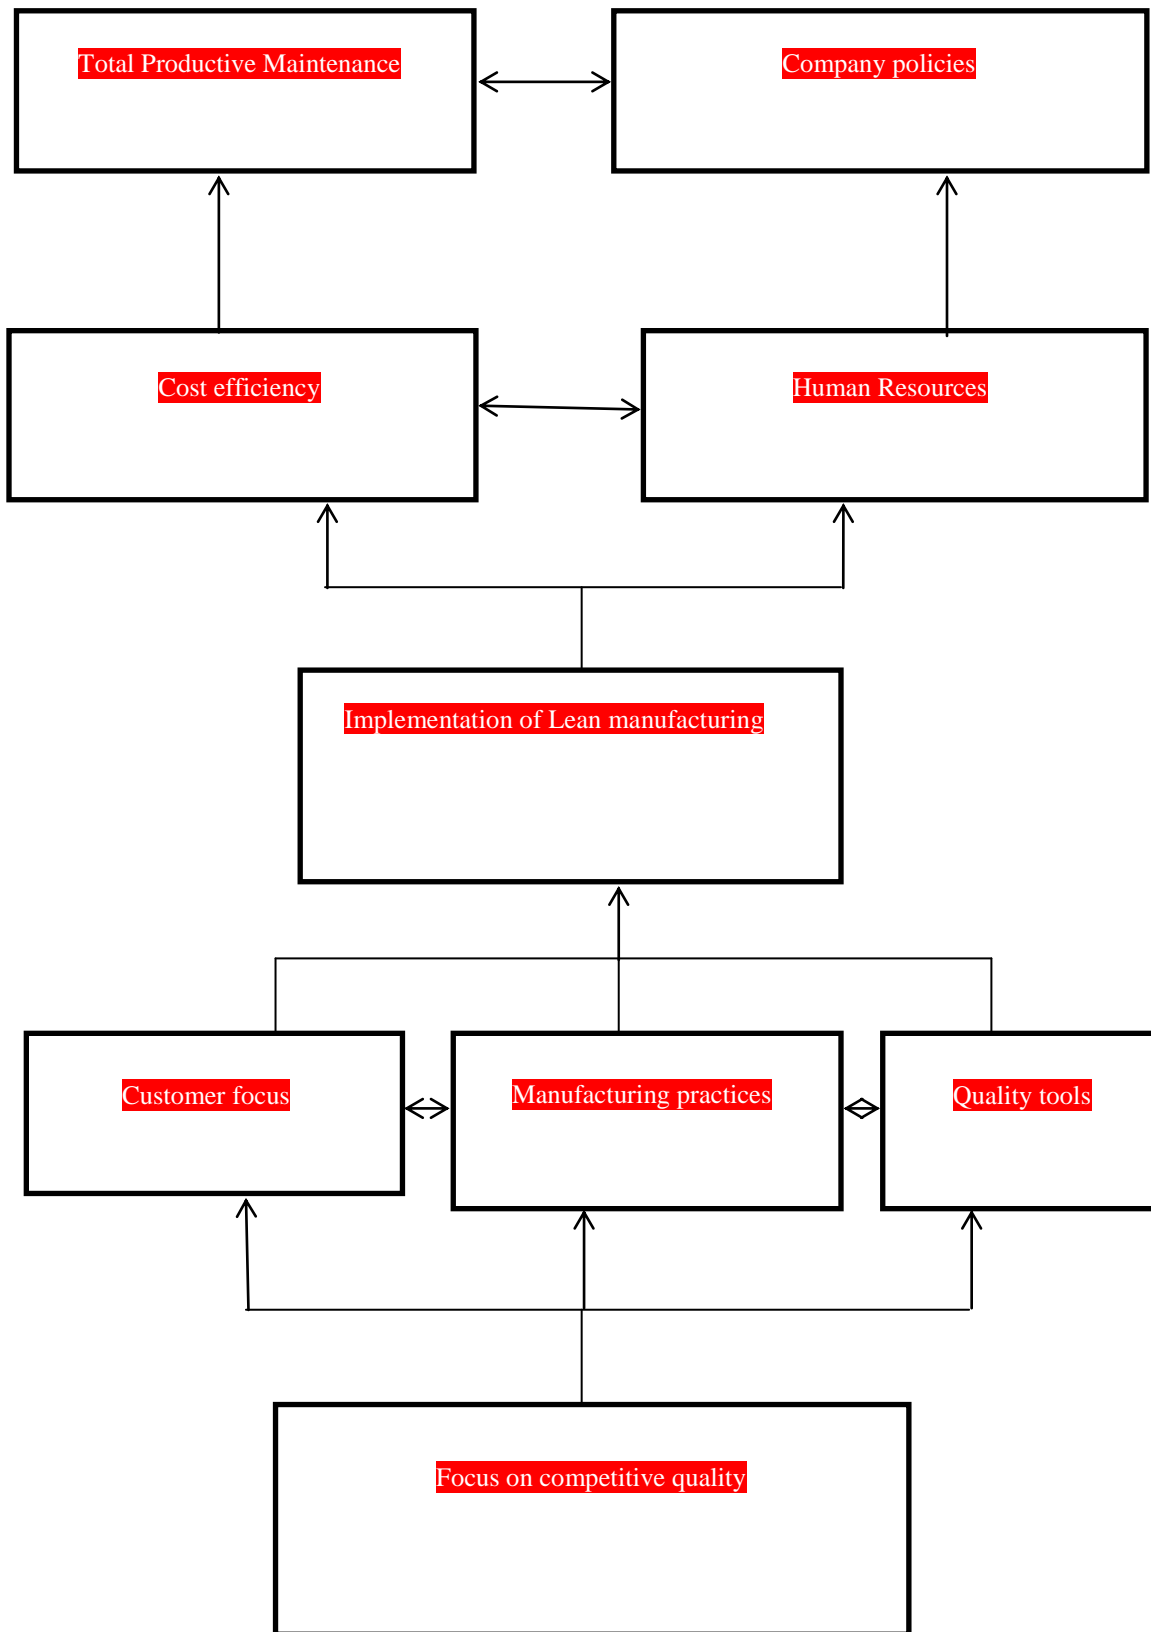 Total Productive Maintenance
Company policies
Cost efficiency
Human Resources
Implementation of Lean manufacturing
Customer focus
Manufacturing practices
Quality tools
Focus on competitive quality